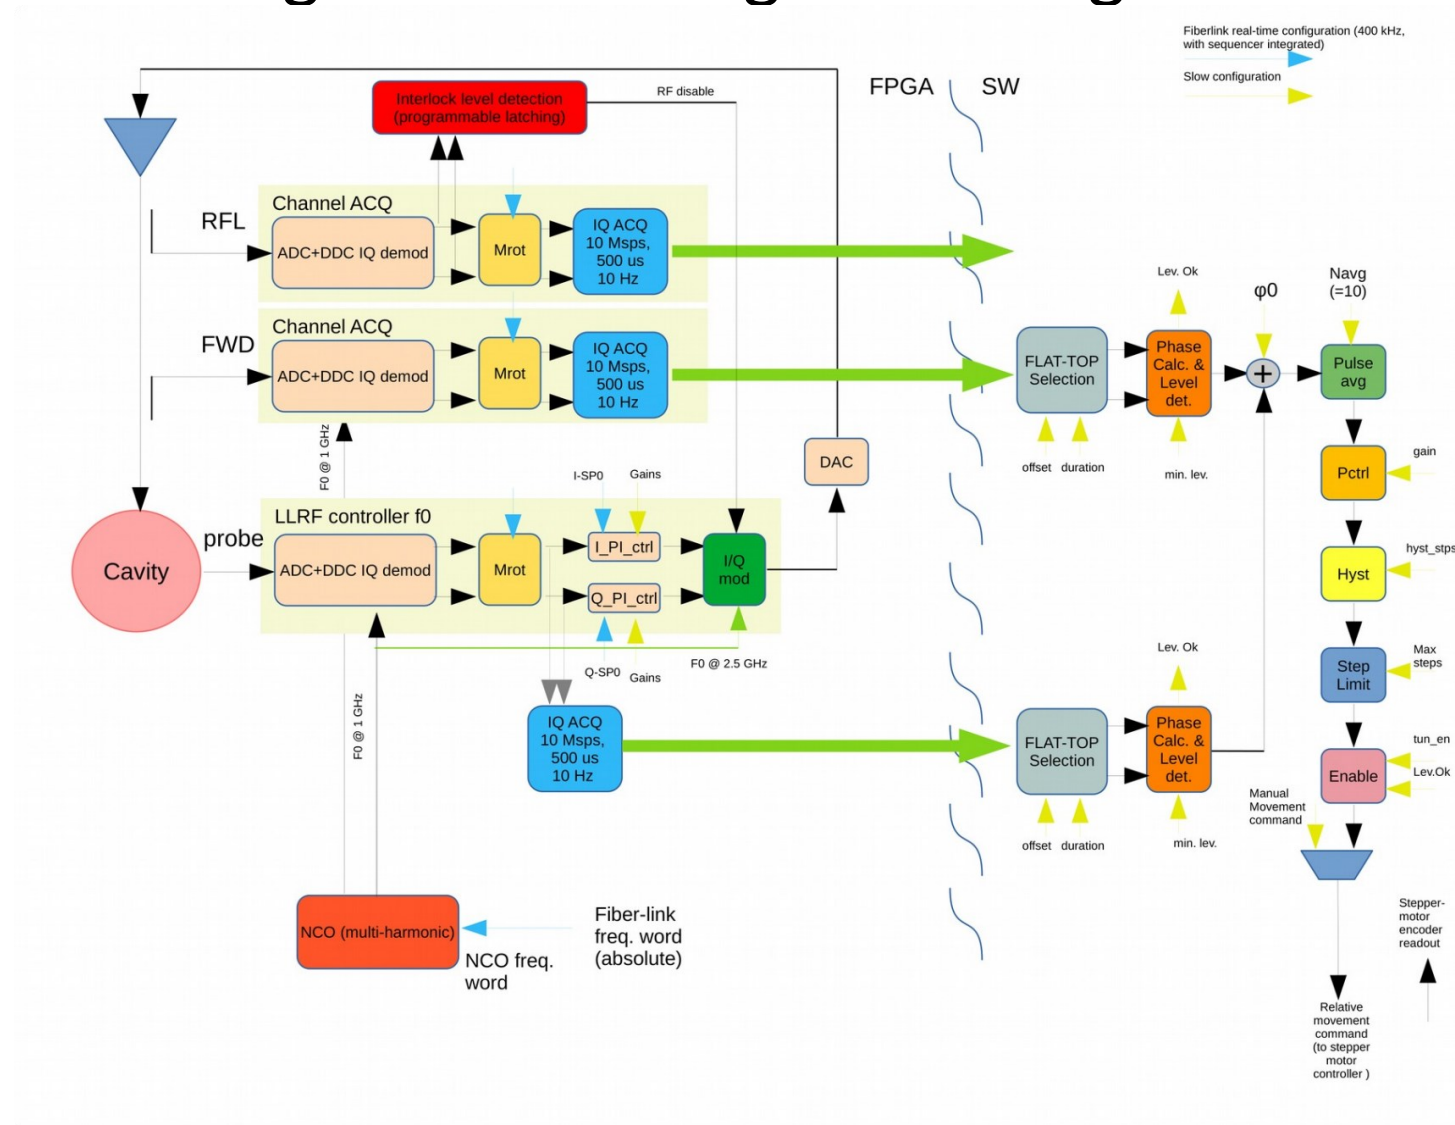 Fiberlink real-time configuration (400 kHz,
with sequencer integrated)
Slow configuration
FPGA
SW
Interlock level detection
(programmable latching)
RF disable
RFL
Channel ACQ
ADC+DDC IQ demod
Mrot
IQ ACQ
10 Msps,
500 us
10 Hz
FWD
Channel ACQ
ADC+DDC IQ demod
Mrot
IQ ACQ
10 Msps,
500 us
10 Hz
F0 @ 1 GHz
DAC
LLRF controller f0
Cavity
probe
ADC+DDC IQ demod
Mrot
I-SP0
Gains
I_PI_ctrl
Q_PI_ctrl
I/Q
mod
Q-SP0
Gains
F0 @ 2.5 GHz
F0 @ 1 GHz
IQ ACQ
10 Msps,
500 us
10 Hz
NCO (multi-harmonic)
NCO freq.
word
Fiber-link
freq. word
(absolute)
FLAT-TOP
Selection
offset
duration
Lev. Ok
Phase
Calc. &
Level
det.
min. lev.
φ0
+
Navg
(=10)
Pulse
avg
Pctrl
gain
Hyst
hyst_stps
Step
Limit
Max
steps
Enable
tun_en
Lev.Ok
FLAT-TOP
Selection
offset
duration
Lev. Ok
Phase
Calc. &
Level
det.
min. lev.
Manual
Movement
command
Stepper-
motor
encoder
readout
Relative
movement
command
(to stepper
motor
controller )